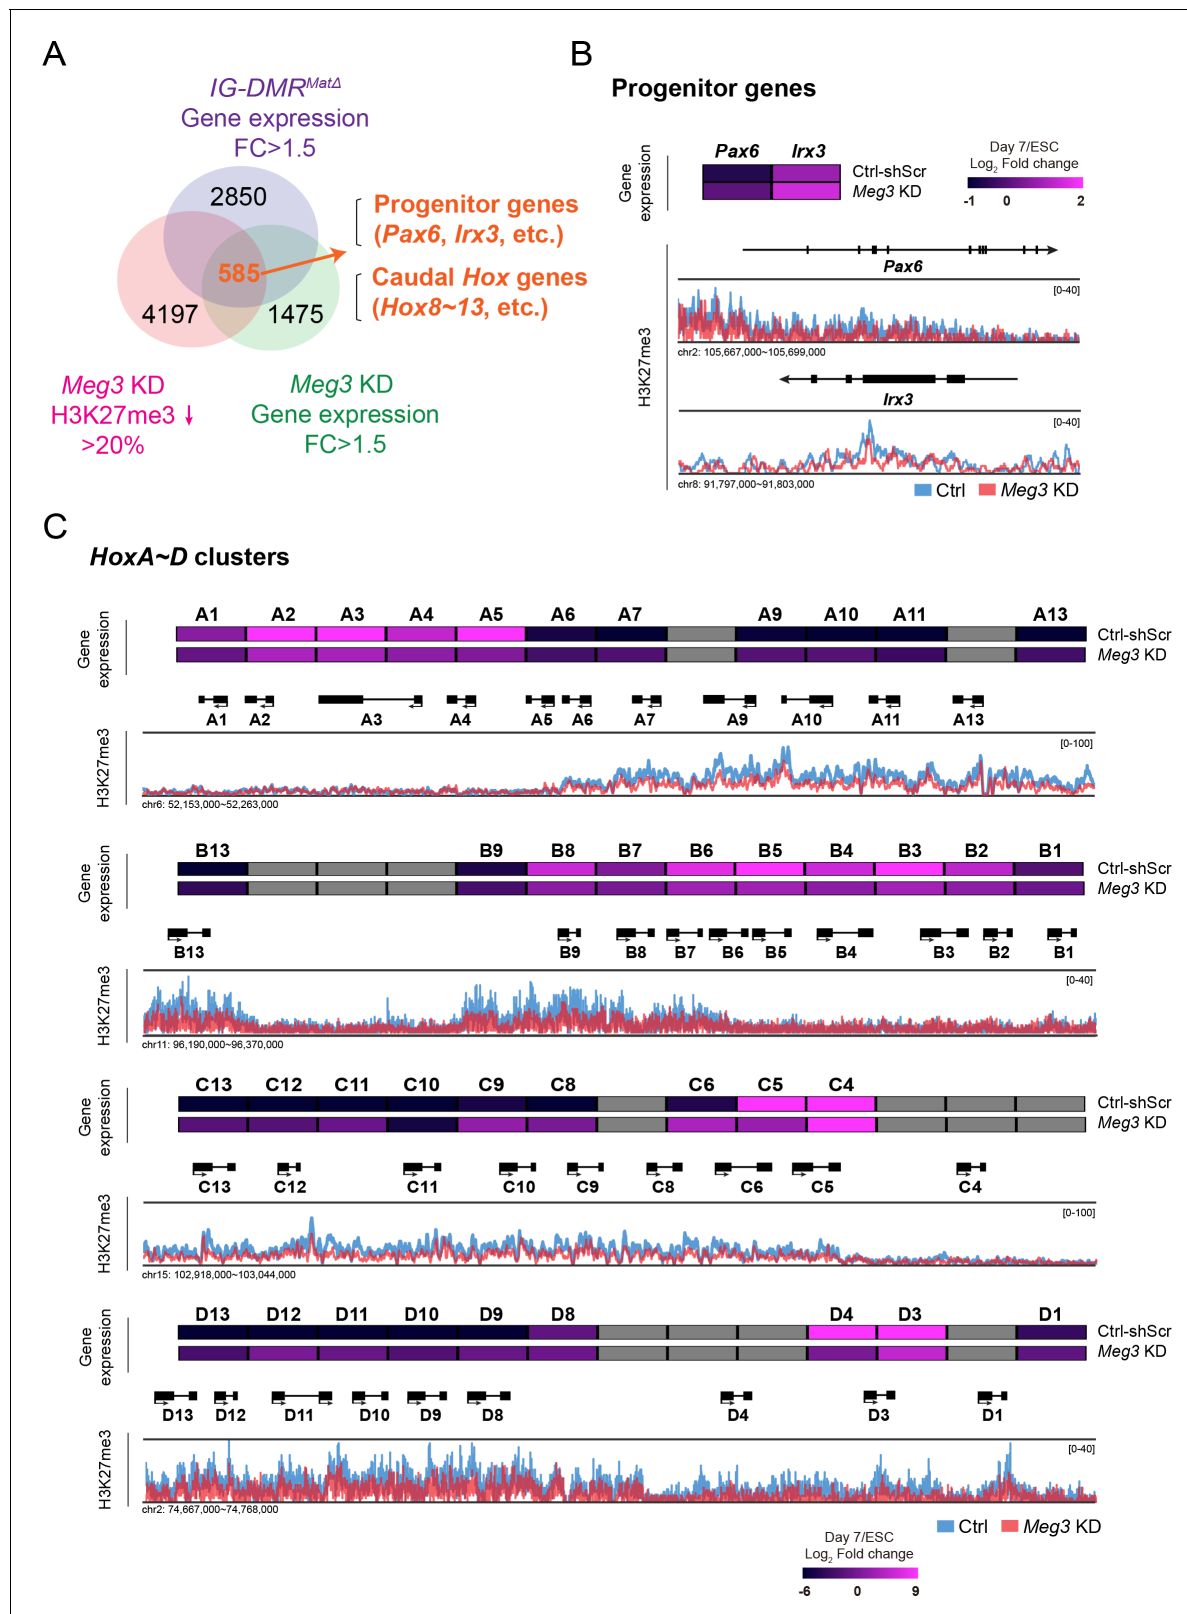 A
IG-DMR^MatΔ
Gene expression
FC>1.5
2850
585
4197
1475
Progenitor genes
(Pax6, Irx3, etc.)
Caudal Hox genes
(Hox8~13, etc.)
Meg3 KD
H3K27me3 ↓
>20%
Meg3 KD
Gene expression
FC>1.5
B
Progenitor genes
Gene
expression
Pax6 Irx3
Ctrl-shScr
Meg3 KD
Day 7/ESC
Log2 Fold change
-1 0 2
H3K27me3
Pax6
[0-40]
chr2: 105,667,000~105,699,000
Irx3
[0-40]
chr8: 91,797,000~91,803,000
Ctrl Meg3 KD
C
HoxA~D clusters
Gene
expression
A1 A2 A3 A4 A5 A6 A7 A9 A10 A11 A13
Ctrl-shScr
Meg3 KD
A1 A2 A3 A4 A5 A6 A7 A9 A10 A11 A13
H3K27me3
[0-100]
chr6: 52,153,000~52,263,000
Gene
expression
B13 B9 B8 B7 B6 B5 B4 B3 B2 B1
Ctrl-shScr
Meg3 KD
B13 B9 B8 B7 B6 B5 B4 B3 B2 B1
H3K27me3
[0-40]
chr11: 96,190,000~96,370,000
Gene
expression
C13 C12 C11 C10 C9 C8 C6 C5 C4
Ctrl-shScr
Meg3 KD
C13 C12 C11 C10 C9 C8 C6 C5 C4
H3K27me3
[0-100]
chr15: 102,918,000~103,044,000
Gene
expression
D13 D12 D11 D10 D9 D8 D4 D3 D1
Ctrl-shScr
Meg3 KD
D13 D12 D11 D10 D9 D8 D4 D3 D1
H3K27me3
[0-40]
chr2: 74,667,000~74,768,000
Ctrl Meg3 KD
Day 7/ESC
Log2 Fold change
-6 0 9